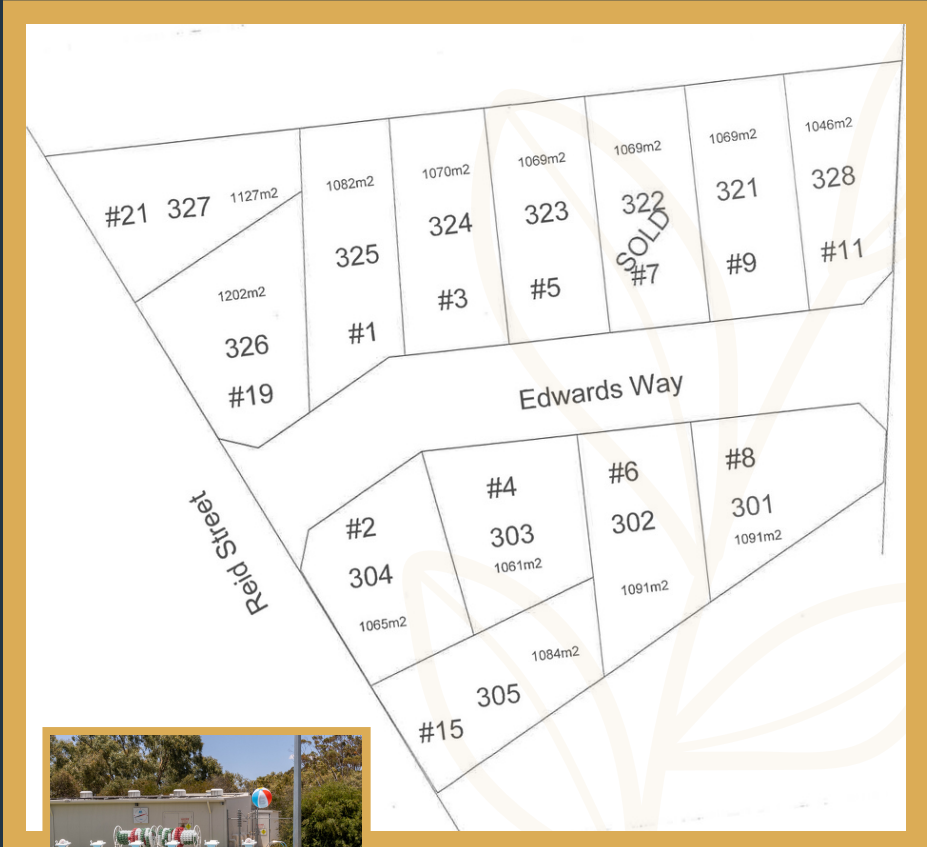 #21 327 1127m2
1202m2
326
#19
1082m2
325
#1
1070m2
324
#3
1069m2
323
#5
1069m2
322
SOLD
#7
1069m2
321
#9
1046m2
328
#11
Edwards Way
Reid Street
#2
304
1065m2
#4
303
1061m2
#6
302
1091m2
#8
301
1091m2
1084m2
305
#15